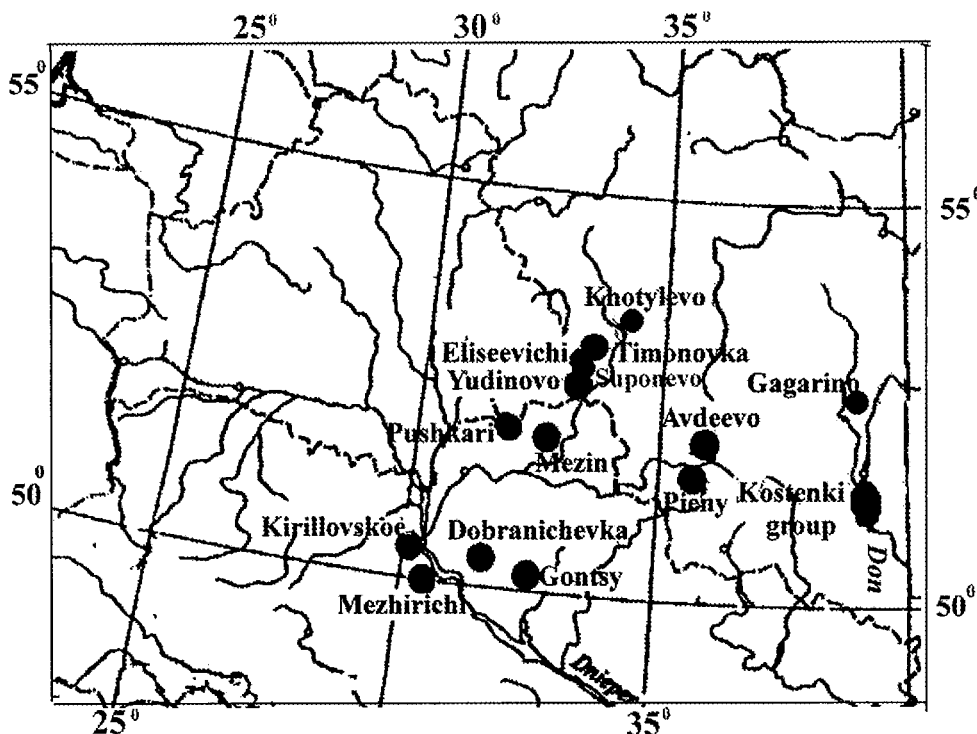 25⁰ 30⁰ 35⁰
55⁰
55⁰
Khotylevo
Eliseevichi Timonovka
Yudinovo Suponevo
Gagarino
Pushkari
Mezin
Avdeevo
50⁰
Pieny
Kostenki
group
Kirillovskoe
Dobranichevka
Don
Gontsy
Mezhirichi
50⁰
Dnieper
25⁰ 35⁰